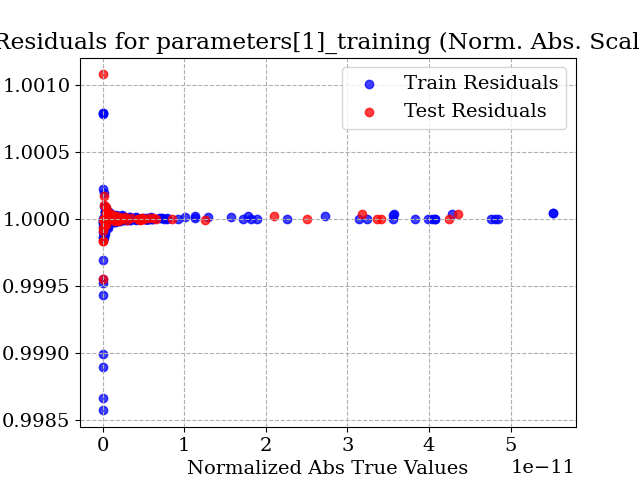 Residuals for parameters[1]_training (Norm. Abs. Scal
Train Residuals
Test Residuals
1.0010
1.0005
1.0000
0.9995
0.9990
0.9985
0 1 2 3 4 5
1e−11
Normalized Abs True Values